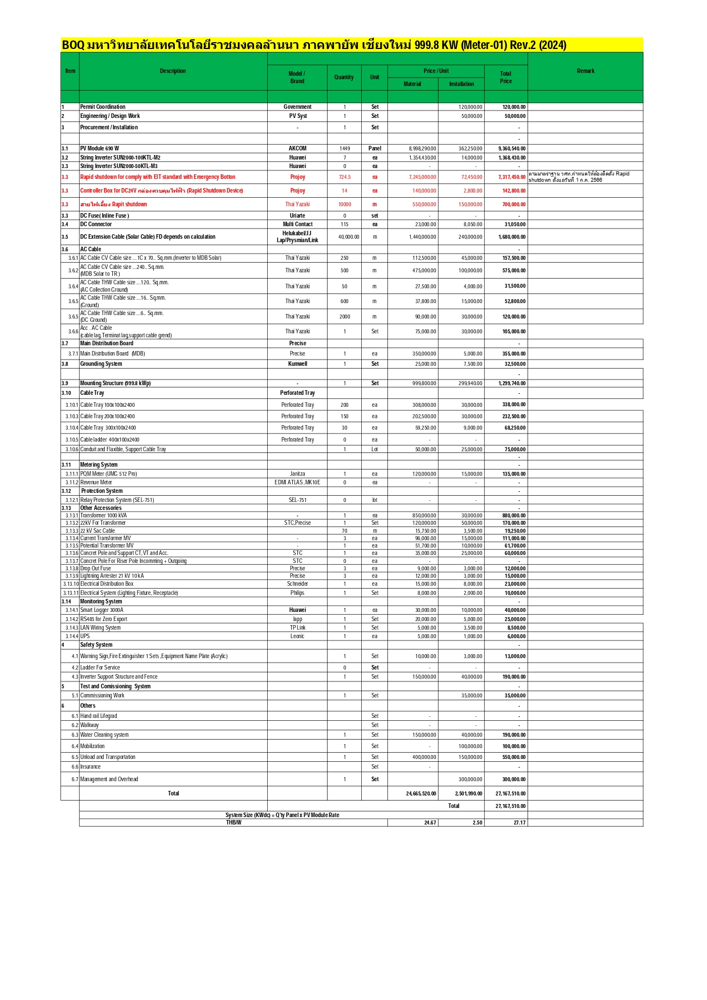 BOQ มหาวิทยาลัยเทคโนโลยีราชมงคลล้านนา ภาคพายัพ เชียงใหม่ 999.8 KW (Meter-01) Rev.2 (2024)
Item Description Model / Brand Quantity Unit Price / Unit Material Installation Total Price Remark
1 Permit Coordination Government 1 Set 120,000.00 120,000.00
2 Engineering / Design Work PV Syst 1 Set 50,000.00 50,000.00
3 Procurement / Installation - 1 Set -
-
3.1 PV Module 690 W AKCOM 1449 Panel 8,998,290.00 362,250.00 9,360,540.00
3.2 String Inverter SUN2000-100KTL-M2 Huawei 7 ea 1,354,430.00 14,000.00 1,368,430.00
3.3 String Inverter SUN2000-50KTL-M3 Huawei 0 ea - - -
3.3 Rapid shutdown for comply with EIT standard with Emergency Botton Projoy 724.5 ea 7,245,000.00 72,450.00 7,317,450.00 ตามมาตราฐาน วสท.กำหนดให้ต้องติดตั้ง Rapid
shutdown ตั้งแต่วันที่ 1 ก.ค. 2566
3.3 Controller Box for DC24V กล่องควบคุมไฟฟ้า (Rapid Shutdown Device) Projoy 14 ea 140,000.00 2,800.00 142,800.00
3.3 สายไฟเลี้ยง Rapit shutdown Thai Yazaki 10000 m 550,000.00 150,000.00 700,000.00
3.3 DC Fuse( Inline Fuse ) Uriarte 0 set - - -
3.4 DC Connector Multi Contact 115 ea 23,000.00 8,050.00 31,050.00
3.5 DC Extension Cable (Solar Cable) FD depends on calculation Helukabel/JJ Lap/Prysmian/Link 40,000.00 m 1,440,000.00 240,000.00 1,680,000.00
3.6 AC Cable -
3.6.1 AC Cable CV Cable size ...1C x 70.. Sq.mm.(Inverter to MDB Solar) Thai Yazaki 250 m 112,500.00 45,000.00 157,500.00
3.6.2 AC Cable CV Cable size ...240.. Sq.mm.
(MDB Solar to TR ) Thai Yazaki 500 m 475,000.00 100,000.00 575,000.00
3.6.4 AC Cable THW Cable size ...120.. Sq.mm.
(AC Collection Ground) Thai Yazaki 50 m 27,500.00 4,000.00 31,500.00
3.6.5 AC Cable THW Cable size ...16.. Sq.mm.
(Ground) Thai Yazaki 600 m 37,800.00 15,000.00 52,800.00
3.6.5 AC Cable THW Cable size ...6.. Sq.mm.
(DC Ground) Thai Yazaki 2000 m 90,000.00 30,000.00 120,000.00
3.6.6 Acc . AC Cable
(cable lag,Terminat lag,support cable grend) Thai Yazaki 1 Set 75,000.00 30,000.00 105,000.00
3.7 Main Distribution Board Precise -
3.7.1 Main Distribution Board (MDB) Precise 1 ea 350,000.00 5,000.00 355,000.00
3.8 Grounding System Kumwell 1 Set 25,000.00 7,500.00 32,500.00
-
3.9 Mounting Structure (999.8 kWp) - 1 Set 999,800.00 299,940.00 1,299,740.00
3.10 Cable Tray Perforated Tray -
3.10.1 Cable Tray 100x100x2400 Perforated Tray 200 ea 308,000.00 30,000.00 338,000.00
3.10.3 Cable Tray 200x100x2400 Perforated Tray 150 ea 202,500.00 30,000.00 232,500.00
3.10.4 Cable Tray 300x100x2400 Perforated Tray 30 ea 59,250.00 9,000.00 68,250.00
3.10.5 Cable ladder 400x100x2400 Perforated Tray 0 ea - - -
3.10.6 Conduit and Flaxible, Support Cable Tray 1 Lot 50,000.00 25,000.00 75,000.00
-
3.11 Metering System -
3.11.1 PQM Meter (UMG 512 Pro) Janitza 1 ea 120,000.00 15,000.00 135,000.00
3.11.2 Revenue Meter EDMI ATLAS ,MK10E 0 ea - - -
3.12 Protection System -
3.12.1 Relay Protection System (SEL-751) SEL-751 0 lot - - -
3.13 Other Accessories -
3.13.1 Transformer 1000 kVA - 1 ea 850,000.00 30,000.00 880,000.00
3.13.2 22kV For Transformer STC,Precise 1 Set 120,000.00 50,000.00 170,000.00
3.13.3 22 kV Sac Cable 70 m 15,750.00 3,500.00 19,250.00
3.13.4 Current Transformer MV - 3 ea 96,000.00 15,000.00 111,000.00
3.13.5 Potential Transformer MV - 1 ea 51,700.00 10,000.00 61,700.00
3.13.6 Concret Pole and Support CT,VT and Acc. STC 1 ea 35,000.00 25,000.00 60,000.00
3.13.7 Concret Pole For Riser Pole Incomming + Outgoing STC 0 ea - - -
3.13.8 Drop Out Fuse Precise 3 ea 9,000.00 3,000.00 12,000.00
3.13.9 Lightning Arrester 21 kV 10 kA Precise 3 ea 12,000.00 3,000.00 15,000.00
3.13.10 Electrical Distribution Box Schneider 1 ea 15,000.00 8,000.00 23,000.00
3.13.11 Electrical System (Lighting Fixture, Receptacle) Philips 1 Set 8,000.00 2,000.00 10,000.00
3.14 Monitoring System -
3.14.1 Smart Logger 3000A Huawei 1 ea 30,000.00 10,000.00 40,000.00
3.14.2 RS485 for Zero Export lapp 1 Set 20,000.00 5,000.00 25,000.00
3.14.3 LAN Wiring System TP Link 1 Set 5,000.00 3,500.00 8,500.00
3.14.4 UPS Leonic 1 ea 5,000.00 1,000.00 6,000.00
4 Safety System -
4.1 Warning Sign,Fire Extinguisher 1 Sets ,Equipment Name Plate (Acrylic) 1 Set 10,000.00 3,000.00 13,000.00
4.2 Ladder For Service 0 Set - - -
4.3 Inverter Support Structure and Fence 1 Set 150,000.00 40,000.00 190,000.00
5 Test and Comissioning System -
5.1 Commissioning Work 1 Set 35,000.00 35,000.00
6 Others -
6.1 Hand rail Lifegrad Set - - -
6.2 Walkway Set - - -
6.3 Water Cleaning system 1 Set 150,000.00 40,000.00 190,000.00
6.4 Mobilization 1 Set - 100,000.00 100,000.00
6.5 Unload and Transportation 1 Set 400,000.00 150,000.00 550,000.00
6.6 Insurance Set - -
6.7 Management and Overhead 1 Set 300,000.00 300,000.00
Total 24,665,520.00 2,501,990.00 27,167,510.00
Total 27,167,510.00
System Size (KWdc) = Q'ty Panel x PV Module Rate
THB/W 24.67 2.50 27.17